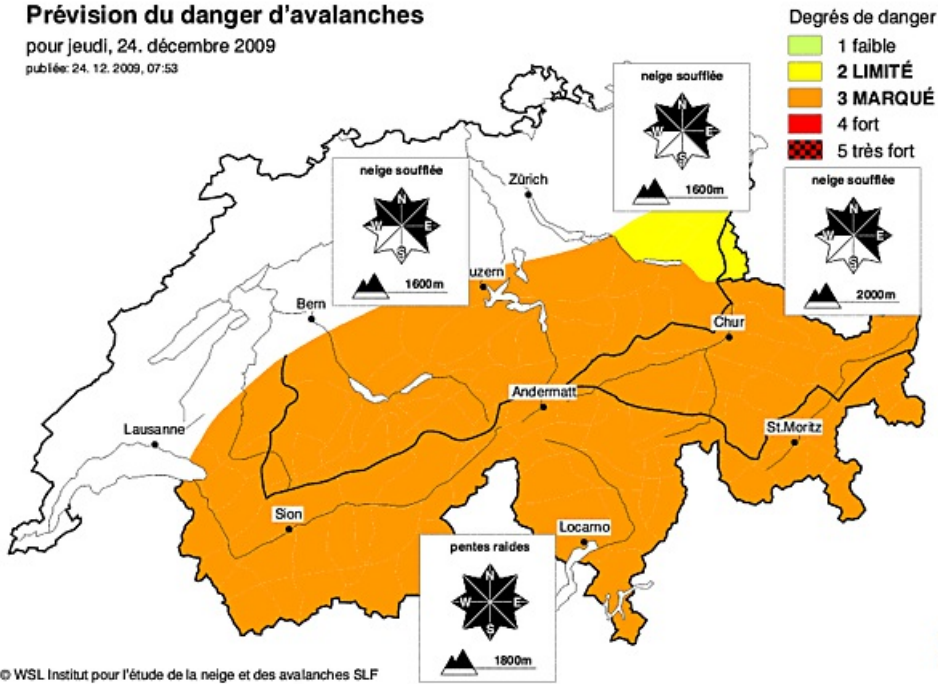 Prévision du danger d'avalanches
pour jeudi, 24. décembre 2009
publiée: 24. 12. 2009, 07:53
Degrés de danger
1 faible
2 LIMITÉ
3 MARQUÉ
4 fort
5 très fort
neige soufflée
N
W E
S
1600m
neige soufflée
N
W E
S
1600m
neige soufflée
N
W E
S
2000m
Zürich
uzern
Bern
Chur
Andermatt
St.Moritz
Lausanne
Sion
Locarno
pentes raides
N
W E
S
1800m
© WSL Institut pour l'étude de la neige et des avalanches SLF